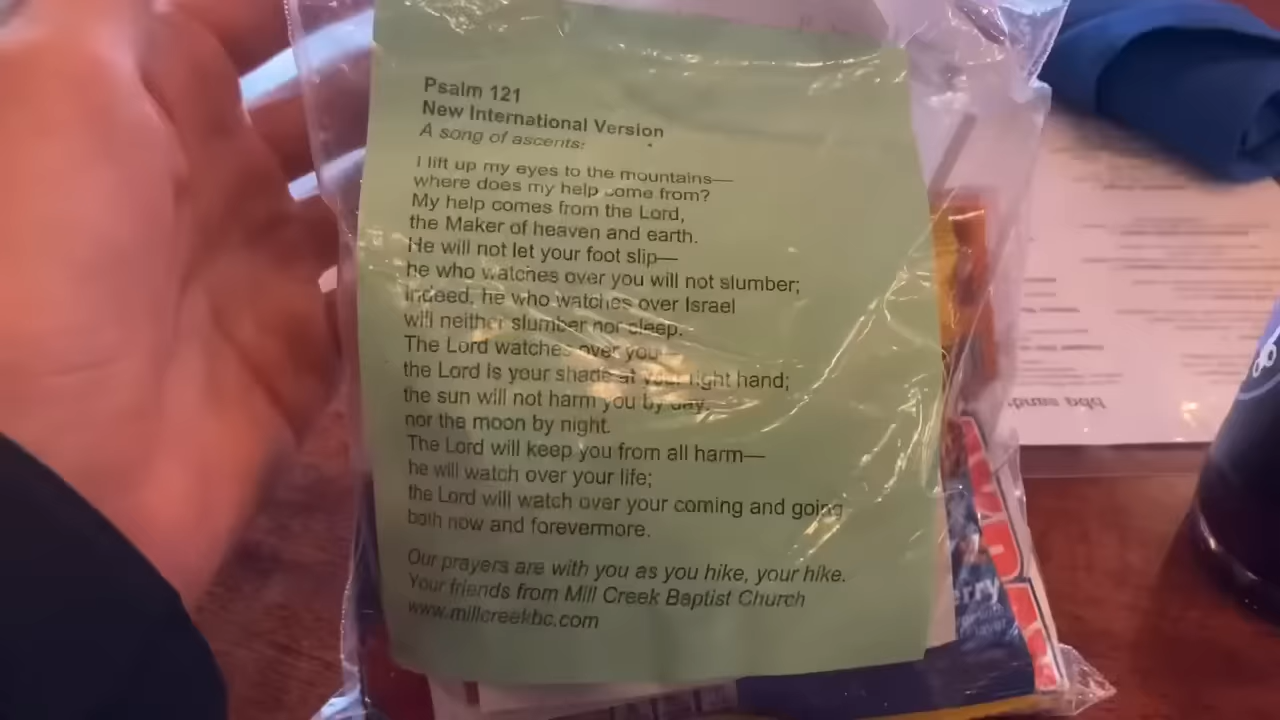 Psalm 121
New International Version
A song of ascents:
I lift up my eyes to the mountains—
where does my help come from?
My help comes from the Lord,
the Maker of heaven and earth.
He will not let your foot slip—
he who watches over you will not slumber;
indeed, he who watches over Israel
will neither slumber nor sleep.
The Lord watches over you—
the Lord is your shade at your right hand;
the sun will not harm you by day,
nor the moon by night.
The Lord will keep you from all harm—
he will watch over your life;
the Lord will watch over your coming and going
both now and forevermore.
Our prayers are with you as you hike, your hike.
Your friends from Mill Creek Baptist Church
www.millcreekbc.com